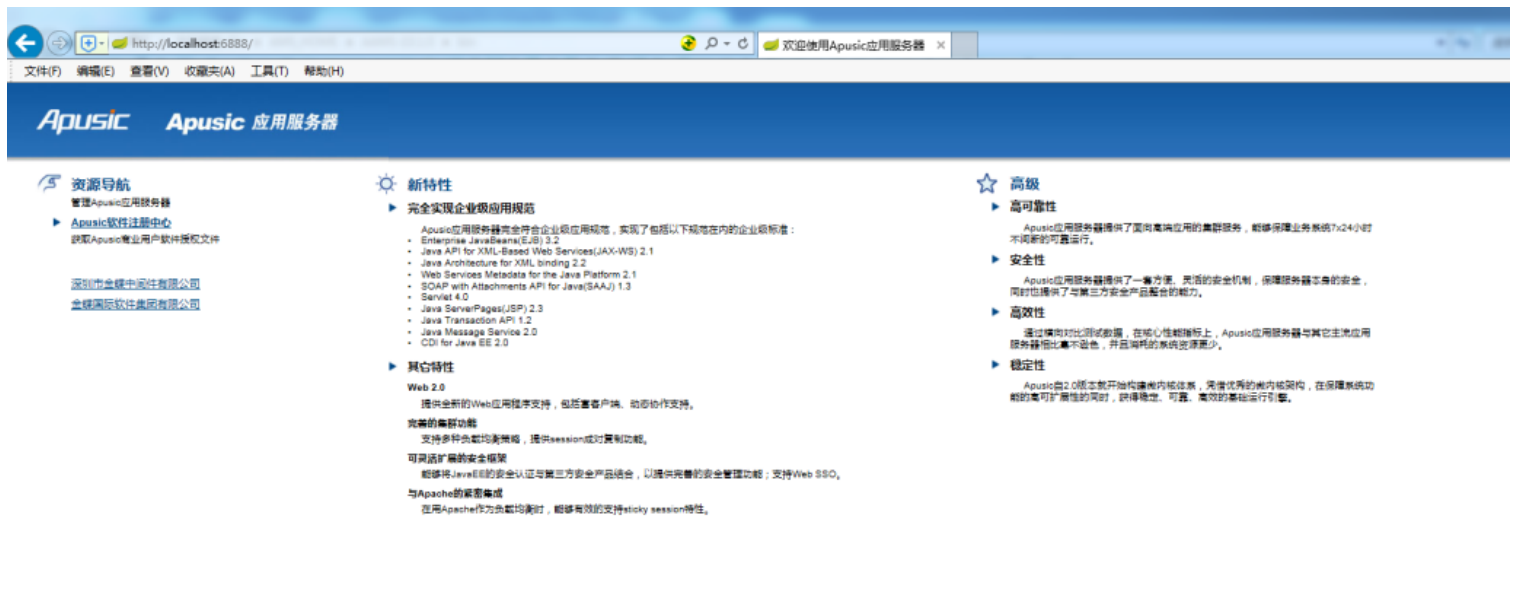 http://localhost:6888/
欢迎使用Apusic应用服务器
文件(F) 编辑(E) 查看(V) 收藏夹(A) 工具(T) 帮助(H)
Apusic Apusic 应用服务器
资源导航
管理Apusic应用服务器
Apusic软件注册中心
获取Apusic商业用户软件授权文件
深圳市金蝶中间件有限公司
金蝶国际软件集团有限公司
新特性
完全实现企业级应用规范
Apusic应用服务器完全符合企业级应用规范，实现了包括以下规范在内的企业级标准：
• Enterprise JavaBeans(EJB) 3.2
• Java API for XML-Based Web Services(JAX-WS) 2.1
• Java Architecture for XML binding 2.2
• Web Services Metadata for the Java Platform 2.1
• SOAP with Attachments API for Java(SAAJ) 1.3
• Servlet 4.0
• Java ServerPages(JSP) 2.3
• Java Transaction API 1.2
• Java Message Service 2.0
• CDI for Java EE 2.0
其它特性
Web 2.0
提供全新的Web应用程序支持，包括富客户端、动态协作支持。
完善的集群功能
支持多种负载均衡策略，提供session成对复制功能。
可灵活扩展的安全框架
能够将JavaEE的安全认证与第三方安全产品结合，以提供完善的安全管理功能；支持Web SSO。
与Apache的紧密集成
在用Apache作为负载均衡时，能够有效的支持sticky session特性。
高级
高可靠性
Apusic应用服务器提供了面向高端应用的集群服务，能够保障业务系统7x24小时
不间断的可靠运行。
安全性
Apusic应用服务器提供了一套方便、灵活的安全机制，保障服务器本身的安全，
同时也提供了与第三方安全产品整合的能力。
高效性
通过横向对比测试数据，在核心性能指标上，Apusic应用服务器与其它主流应用
服务器相比毫不逊色，并且消耗的系统资源更少。
稳定性
Apusic自2.0版本就开始构建微内核体系，凭借优秀的微内核架构，在保障系统功
能的高可扩展性的同时，获得稳定、可靠、高效的基础运行引擎。